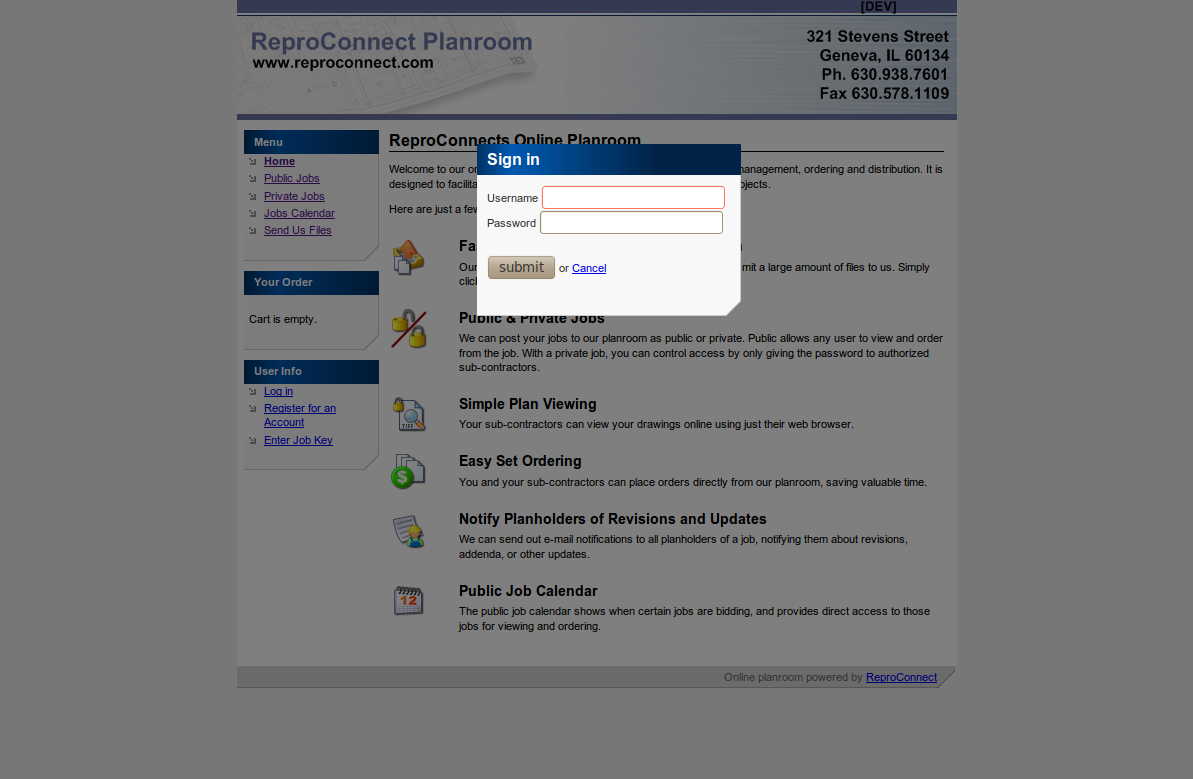 [DEV]
ReproConnect Planroom
www.reproconnect.com
321 Stevens Street
Geneva, IL 60134
Ph. 630.938.7601
Fax 630.578.1109
Menu
Home
Public Jobs
Private Jobs
Jobs Calendar
Send Us Files
Your Order
Cart is empty.
User Info
Log in
Register for an
Account
Enter Job Key
ReproConnects Online Planroom
Welcome to our anagement, ordering and distribution. It is
designed to facilita jects.
Here are just a few
Sign in
Username
Password
submit or Cancel
Fa
Our mit a large amount of files to us. Simply
clic
Public & Private Jobs
We can post your jobs to our planroom as public or private. Public allows any user to view and order
from the job. With a private job, you can control access by only giving the password to authorized
sub-contractors.
Simple Plan Viewing
TIFF
Your sub-contractors can view your drawings online using just their web browser.
Easy Set Ordering
$
You and your sub-contractors can place orders directly from our planroom, saving valuable time.
Notify Planholders of Revisions and Updates
We can send out e-mail notifications to all planholders of a job, notifying them about revisions,
addenda, or other updates.
Public Job Calendar
12
The public job calendar shows when certain jobs are bidding, and provides direct access to those
jobs for viewing and ordering.
Online planroom powered by ReproConnect